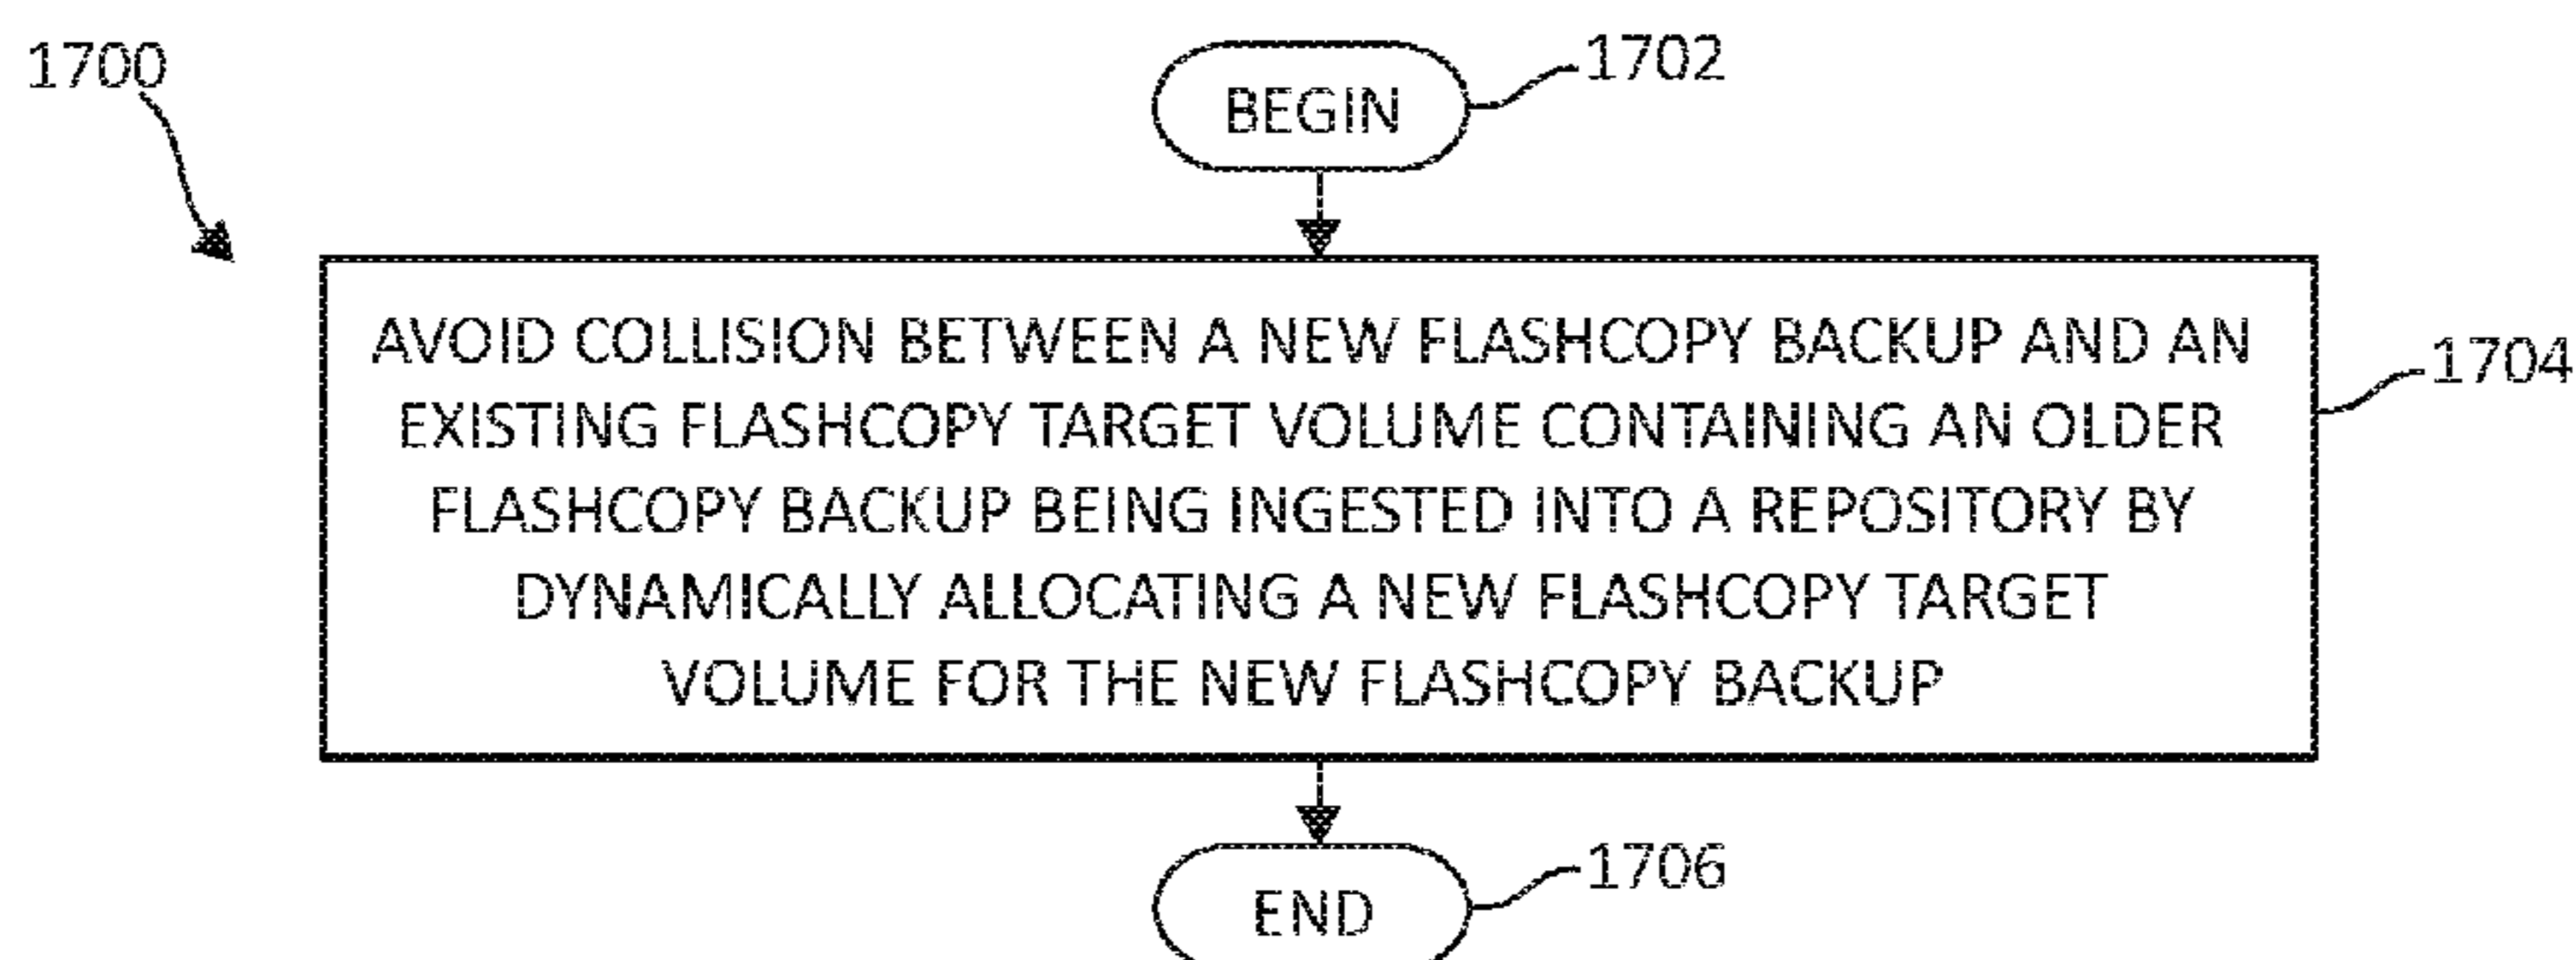 1700
BEGIN
1702
AVOID COLLISION BETWEEN A NEW FLASHCOPY BACKUP AND AN
EXISTING FLASHCOPY TARGET VOLUME CONTAINING AN OLDER
FLASHCOPY BACKUP BEING INGESTED INTO A REPOSITORY BY
DYNAMICALLY ALLOCATING A NEW FLASHCOPY TARGET
VOLUME FOR THE NEW FLASHCOPY BACKUP
1704
END
1706